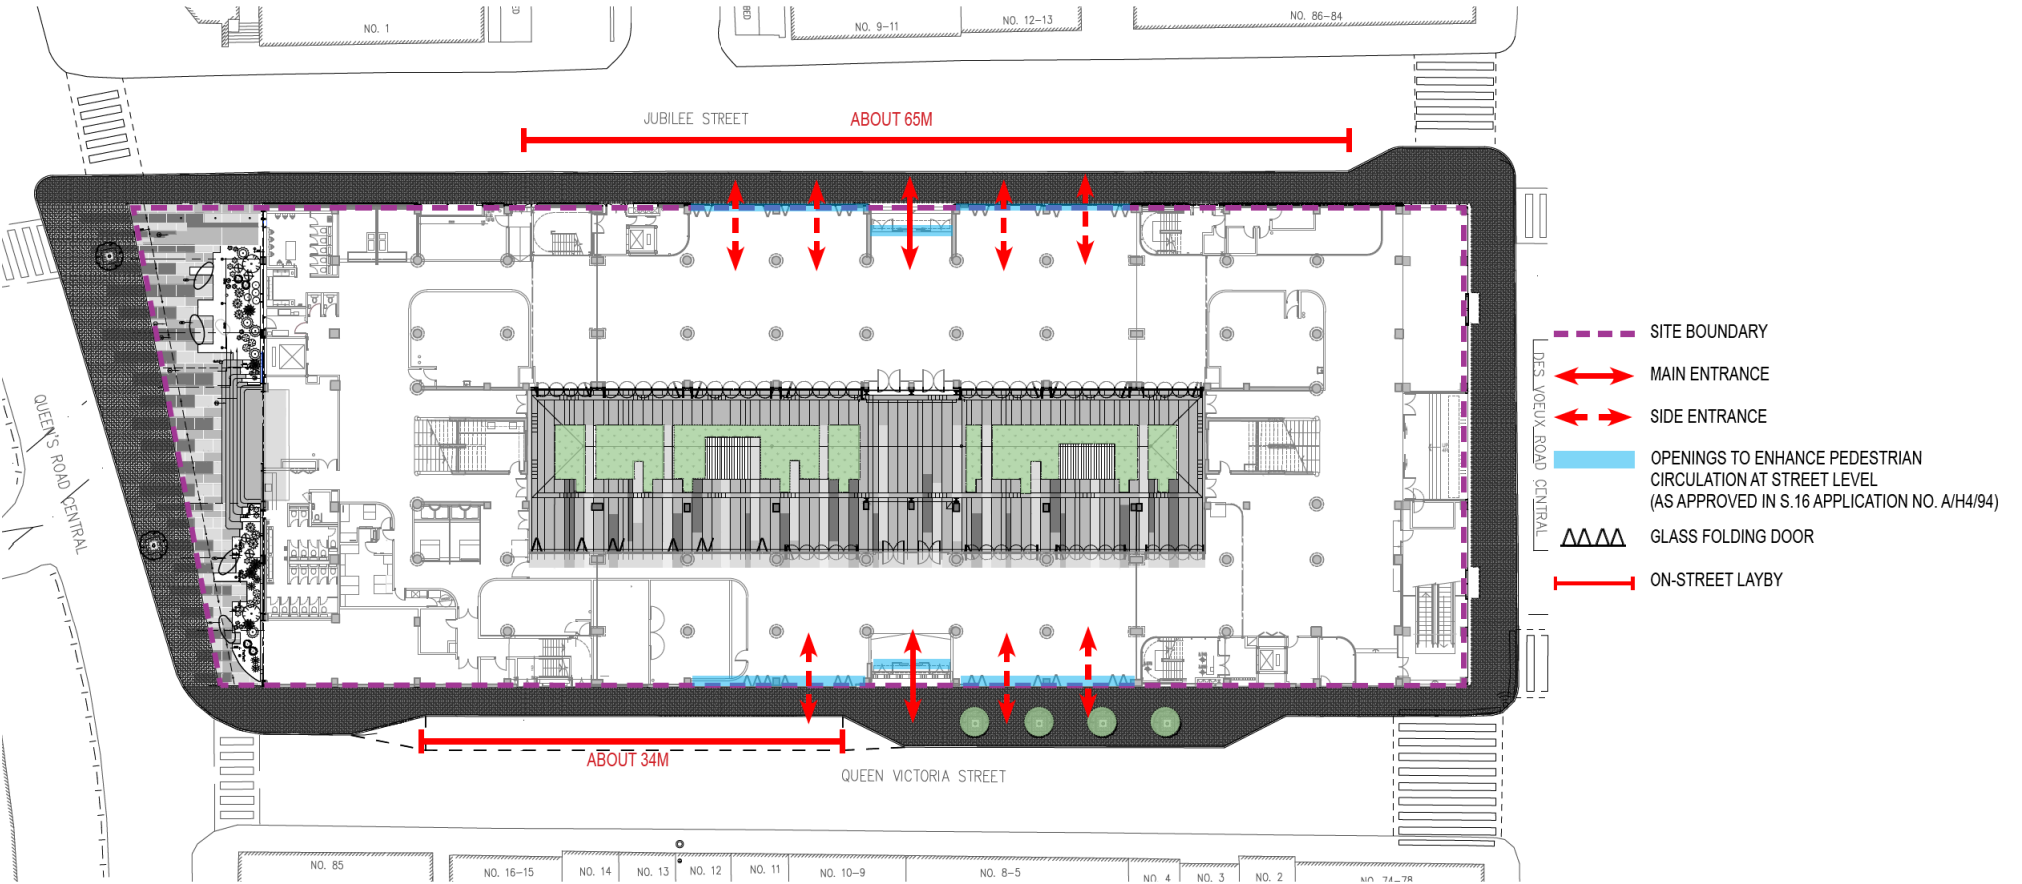 NO. 1
NO. 9-11
NO. 12-13
NO. 86-84
JUBILEE STREET
ABOUT 65M
QUEEN'S ROAD CENTRAL
DES VOEUX ROAD CENTRAL
SITE BOUNDARY
MAIN ENTRANCE
SIDE ENTRANCE
OPENINGS TO ENHANCE PEDESTRIAN
CIRCULATION AT STREET LEVEL
(AS APPROVED IN S.16 APPLICATION NO. A/H4/94)
GLASS FOLDING DOOR
ON-STREET LAYBY
ABOUT 34M
QUEEN VICTORIA STREET
NO. 85
NO. 16-15
NO. 14
NO. 13
NO. 12
NO. 11
NO. 10-9
NO. 8-5
NO. 4
NO. 3
NO. 2
NO. 74-78